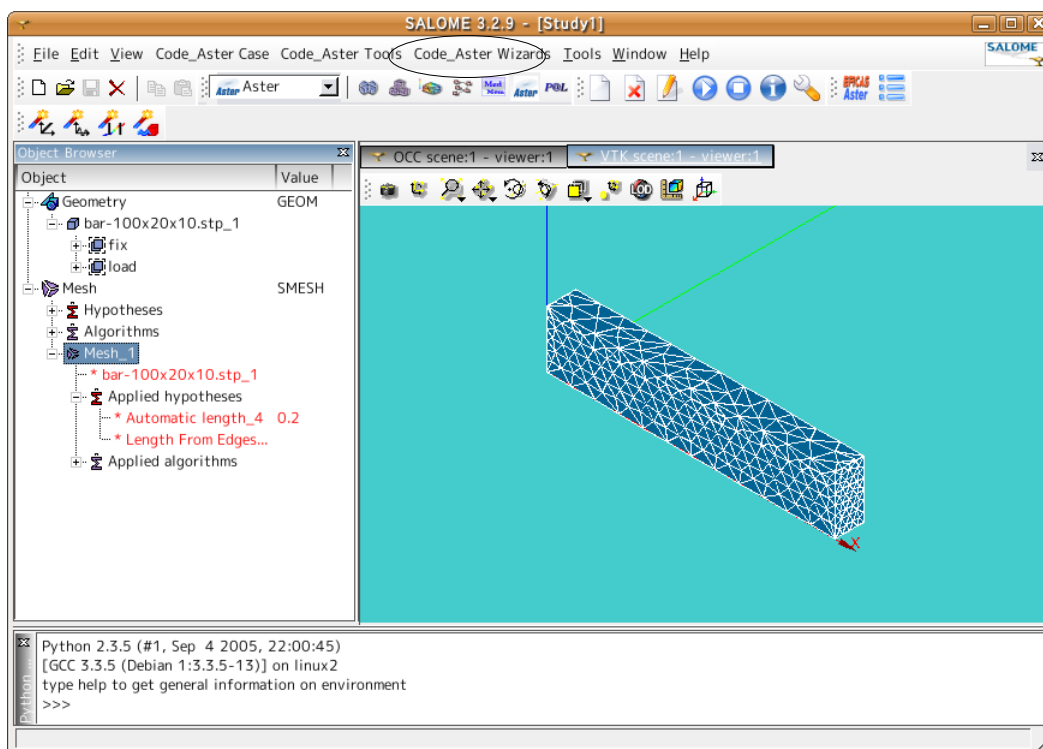 SALOME 3.2.9 - [Study1]
File Edit View Code_Aster Case Code_Aster Tools Code_Aster Wizards Tools Window Help
SALOME
Aster Aster
Aster PQL
EFICAS Aster
Object Browser
OCC scene:1 - viewer:1 VTK scene:1 - viewer:1
Object Value
Geometry GEOM
bar-100x20x10.stp_1
fix
load
Mesh SMESH
Hypotheses
Algorithms
Mesh_1
* bar-100x20x10.stp_1
Applied hypotheses
* Automatic length_4 0.2
* Length From Edges...
Applied algorithms
X
Python 2.3.5 (#1, Sep 4 2005, 22:00:45)
[GCC 3.3.5 (Debian 1:3.3.5-13)] on linux2
type help to get general information on environment
>>>
Python ...